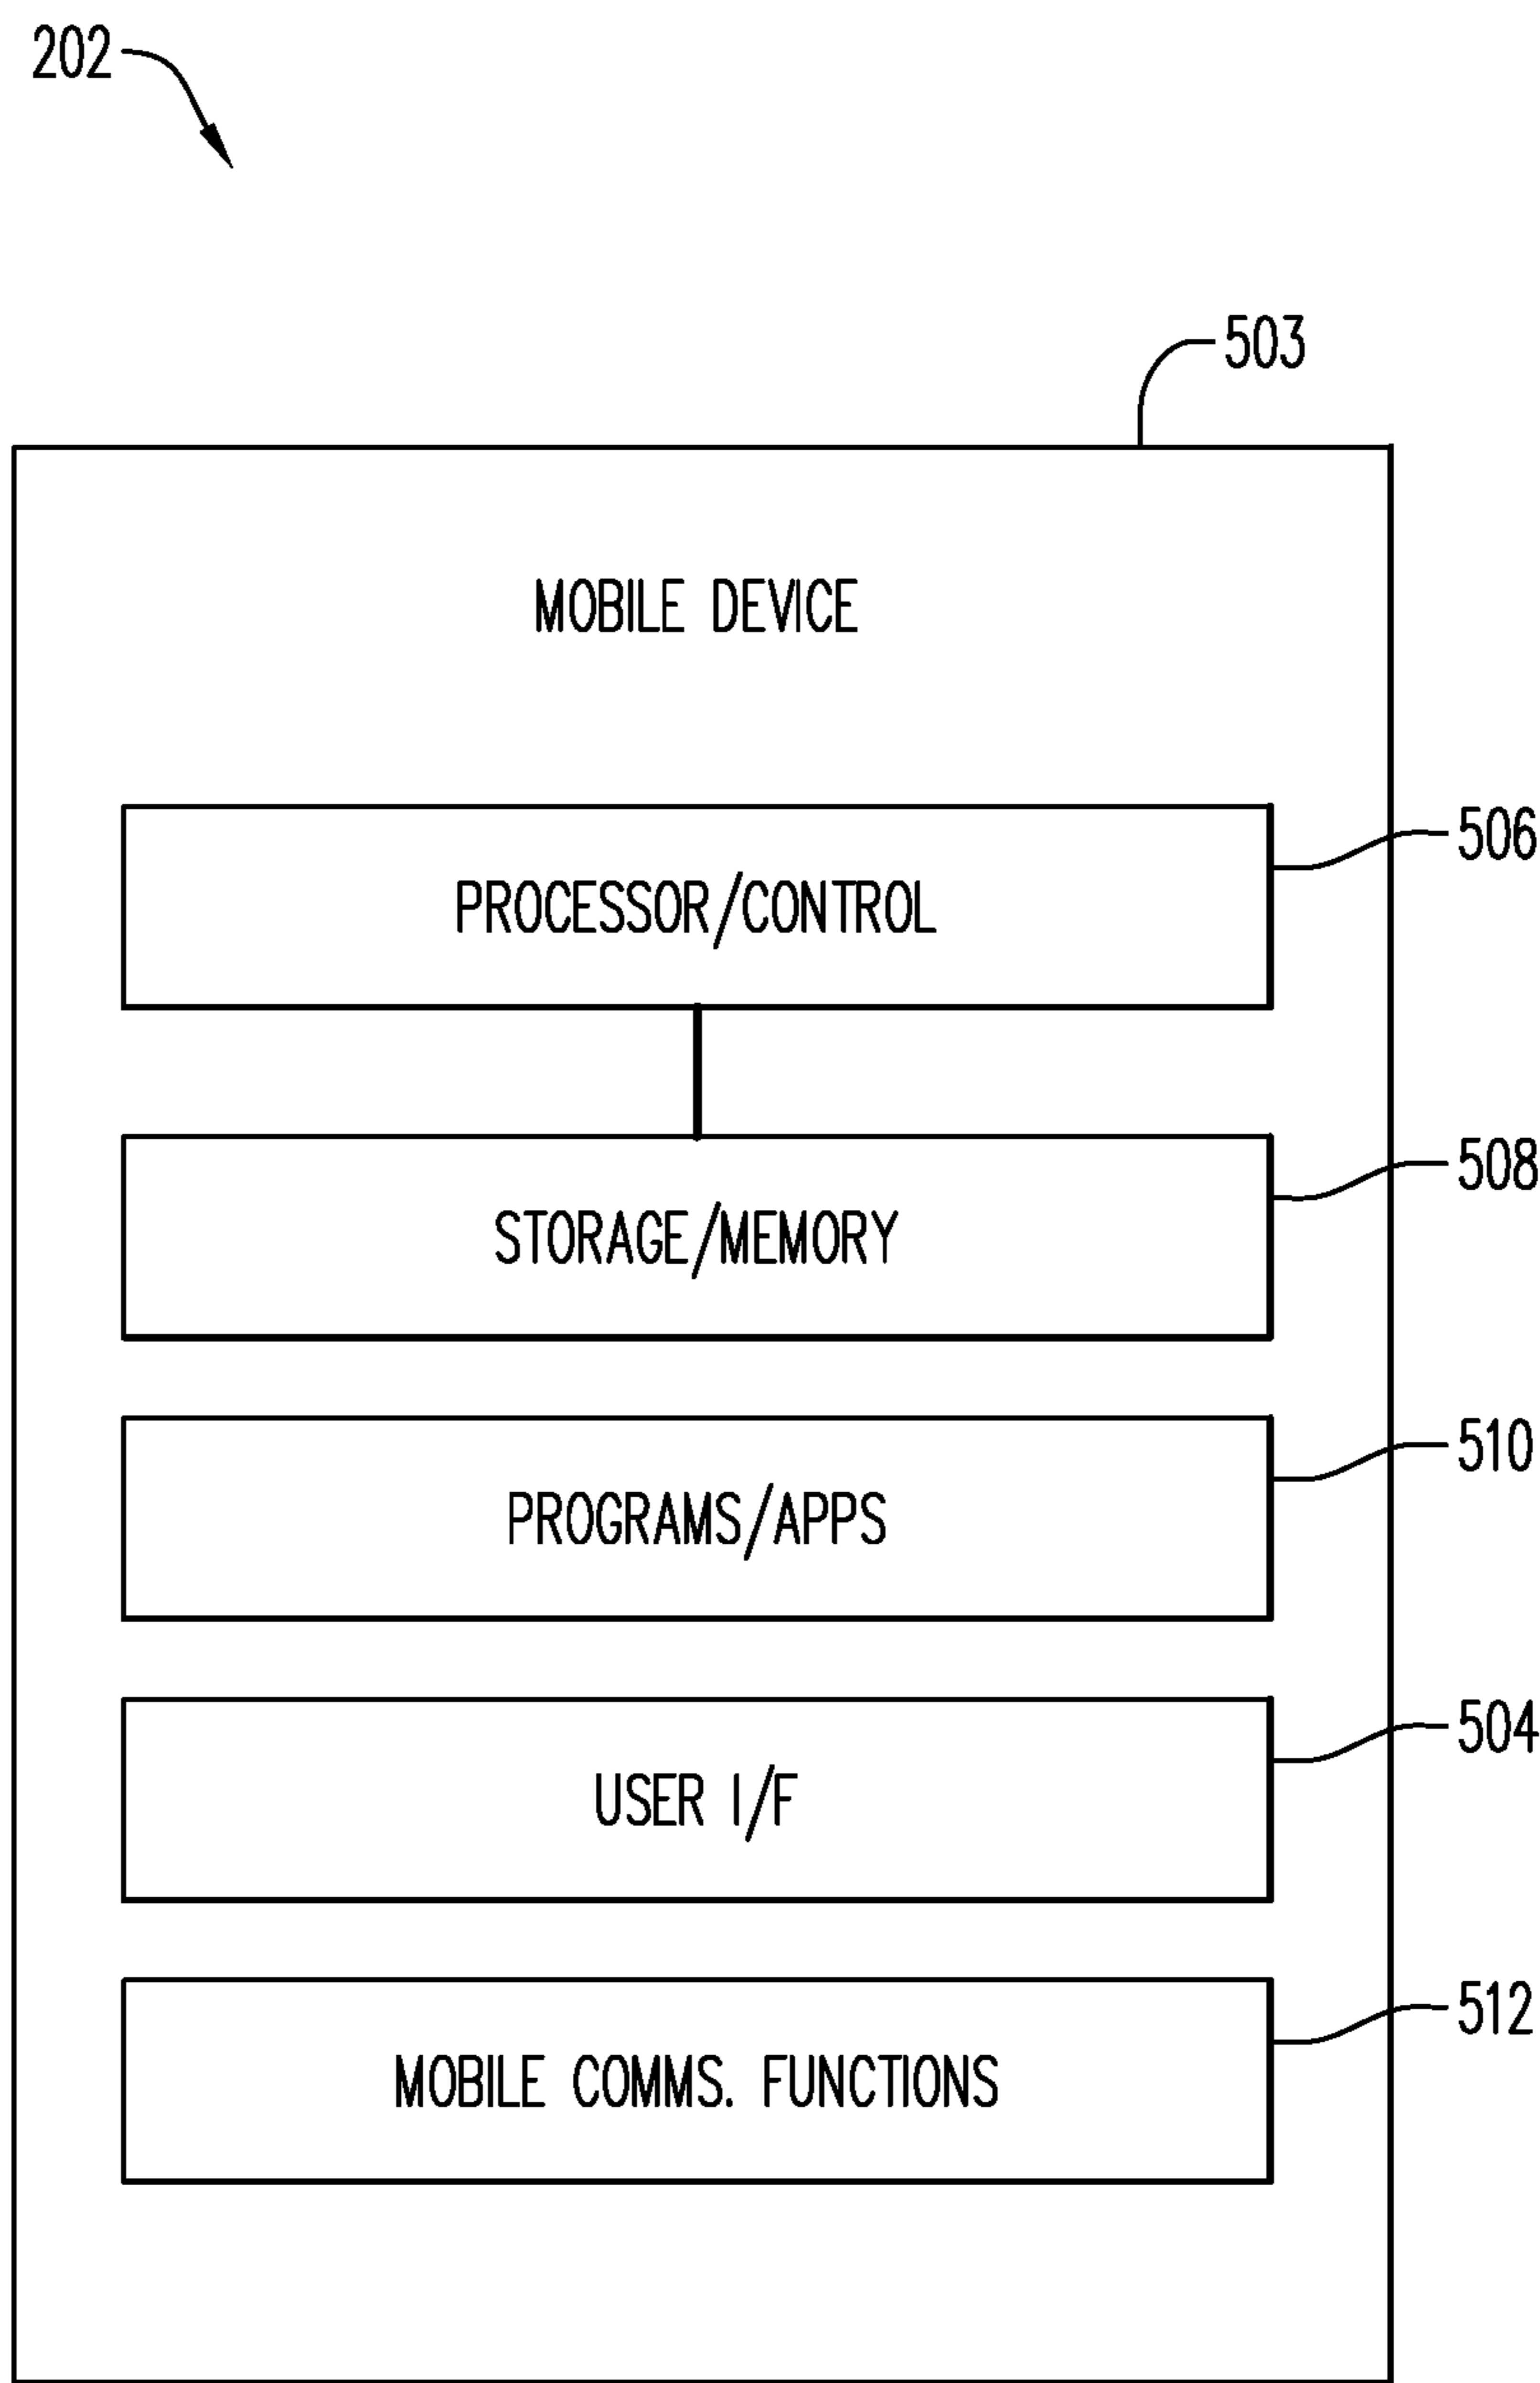 202
503
MOBILE DEVICE
506
PROCESSOR/CONTROL
508
STORAGE/MEMORY
510
PROGRAMS/APPS
504
USER I/F
512
MOBILE COMMS. FUNCTIONS